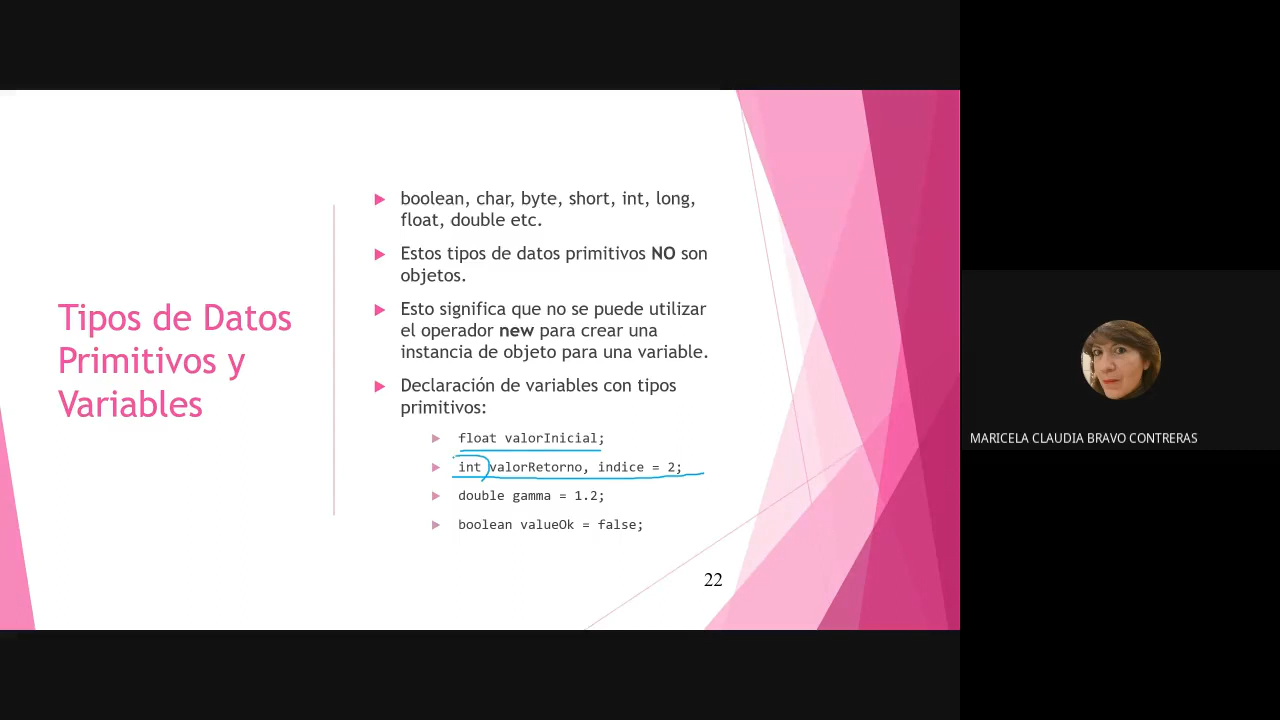 Tipos de Datos
Primitivos y
Variables
boolean, char, byte, short, int, long,
float, double etc.
Estos tipos de datos primitivos NO son
objetos.
Esto significa que no se puede utilizar
el operador new para crear una
instancia de objeto para una variable.
Declaración de variables con tipos
primitivos:
float valorInicial;
int valorRetorno, indice = 2;
double gamma = 1.2;
boolean valueOk = false;
22
MARICELA CLAUDIA BRAVO CONTRERAS